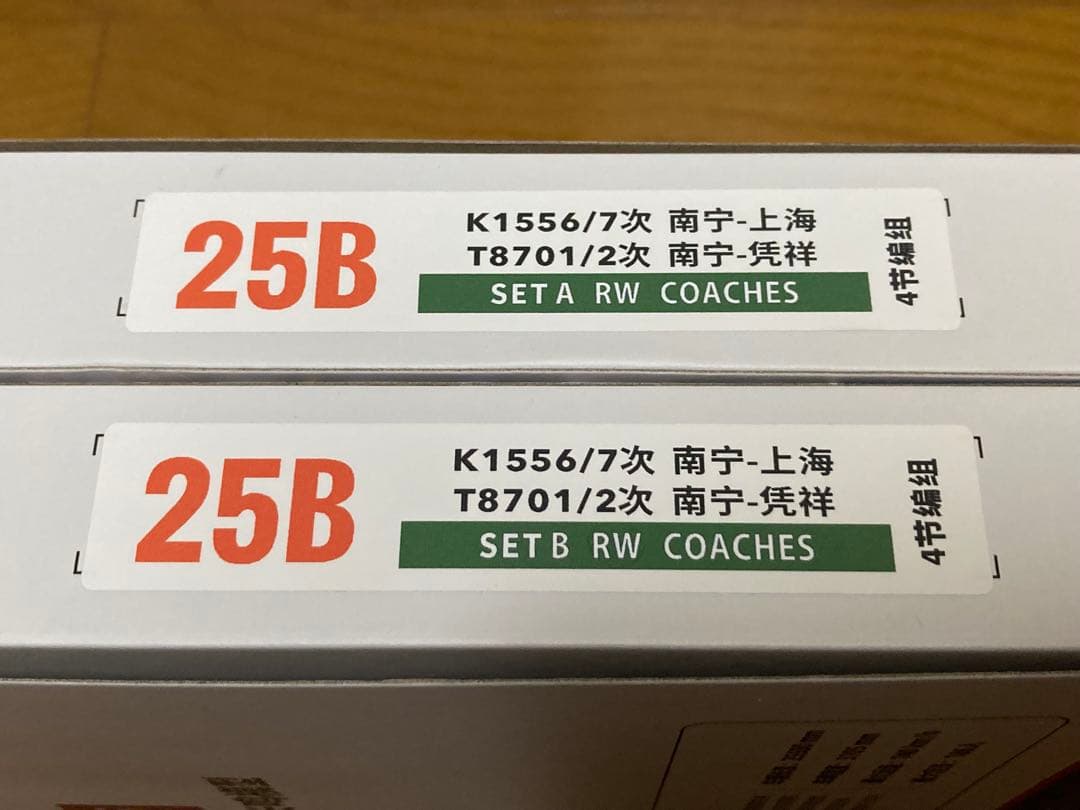 25B
K1556/7次 南宁-上海
T8701/2次 南宁-凭祥
SET A RW COACHES
4节编组
25B
K1556/7次 南宁-上海
T8701/2次 南宁-凭祥
SET B RW COACHES
4节编组